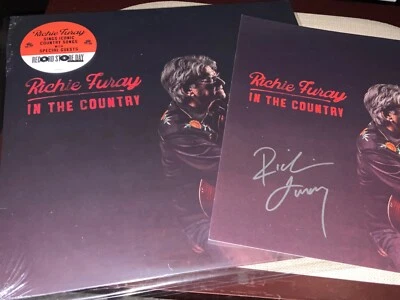 RICHIE FURAY
SINGS ICONIC
COUNTRY SONGS
WITH
SPECIAL GUESTS
RECORD STORE DAY
Richie Furay
IN THE COUNTRY
Richie Furay
IN THE COUNTRY
Richie
Furay